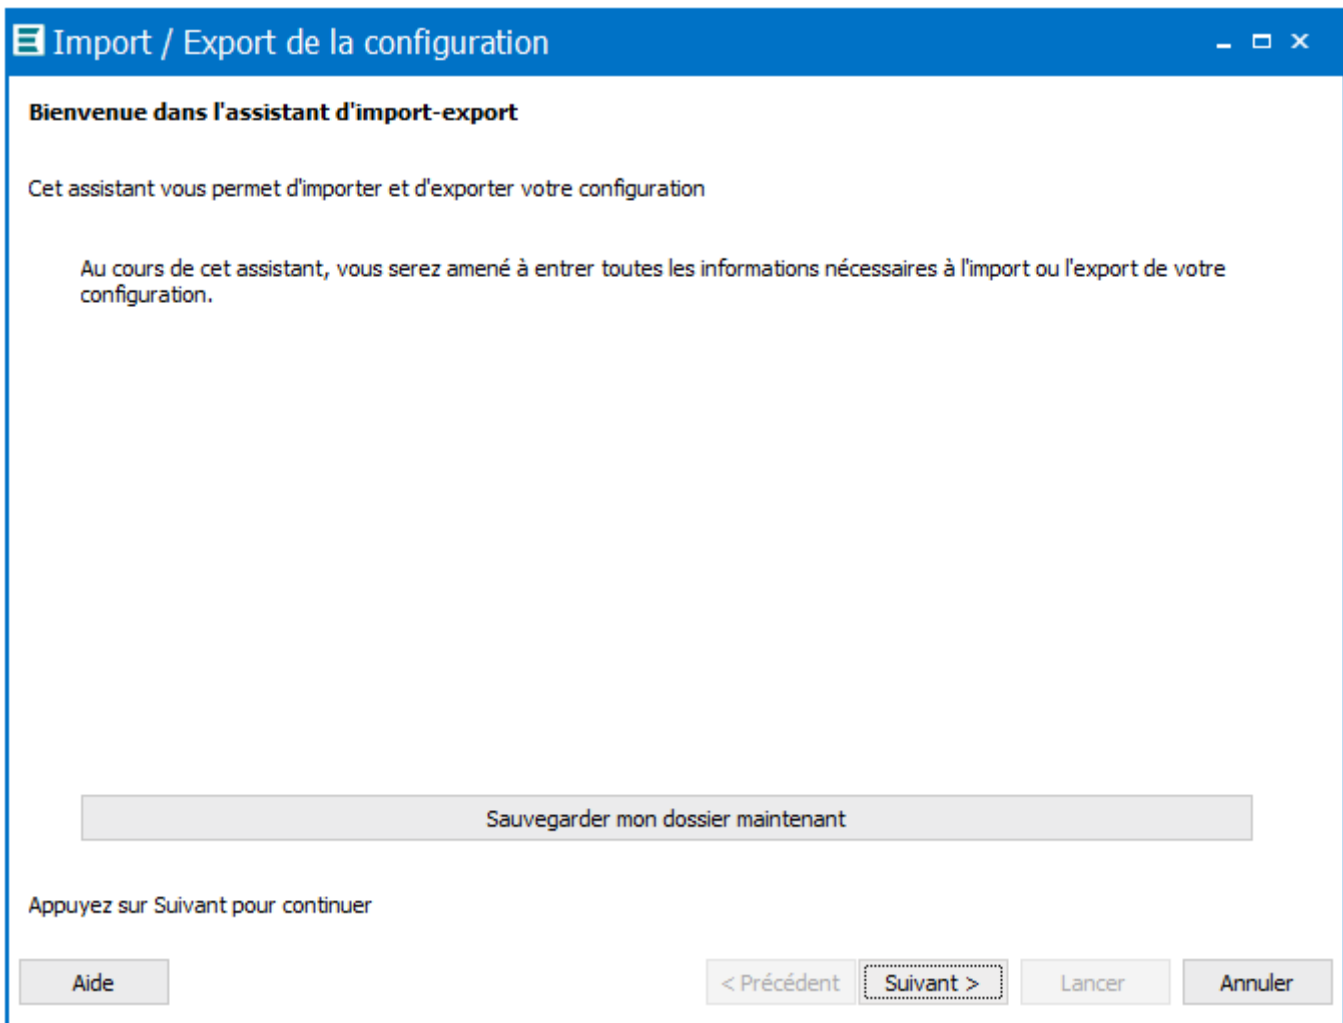 Import / Export de la configuration
Bienvenue dans l'assistant d'import-export
Cet assistant vous permet d'importer et d'exporter votre configuration
Au cours de cet assistant, vous serez amené à entrer toutes les informations nécessaires à l'import ou l'export de votre
configuration.
Sauvegarder mon dossier maintenant
Appuyez sur Suivant pour continuer
Aide < Précédent Suivant > Lancer Annuler